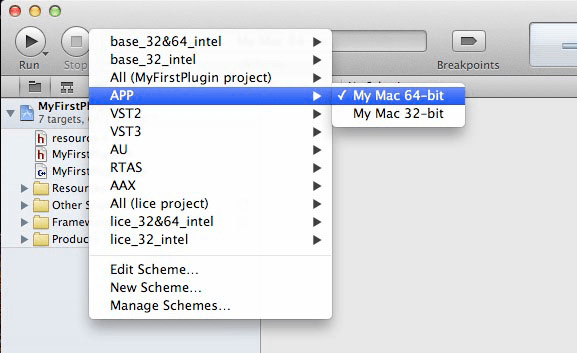 Run
Stop
Breakpoints
base_32&64_intel
base_32_intel
All (MyFirstPlugin project)
APP
VST2
VST3
AU
RTAS
AAX
All (lice project)
lice_32&64_intel
lice_32_intel
Edit Scheme...
New Scheme...
Manage Schemes...
✓ My Mac 64-bit
My Mac 32-bit
MyFirstPl
7 targets,
resourc
MyFirst
MyFirst
Resour
Other S
Framew
Produc